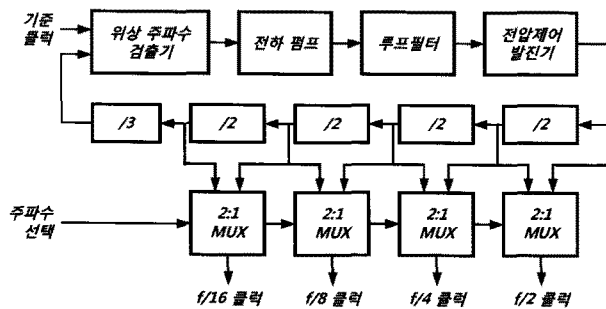 기준
클럭
위상 주파수
검출기
전하 펌프
루프필터
전압제어
발진기
/3
/2
/2
/2
/2
주파수
선택
2:1
MUX
2:1
MUX
2:1
MUX
2:1
MUX
f/16 클럭
f/8 클럭
f/4 클럭
f/2 클럭